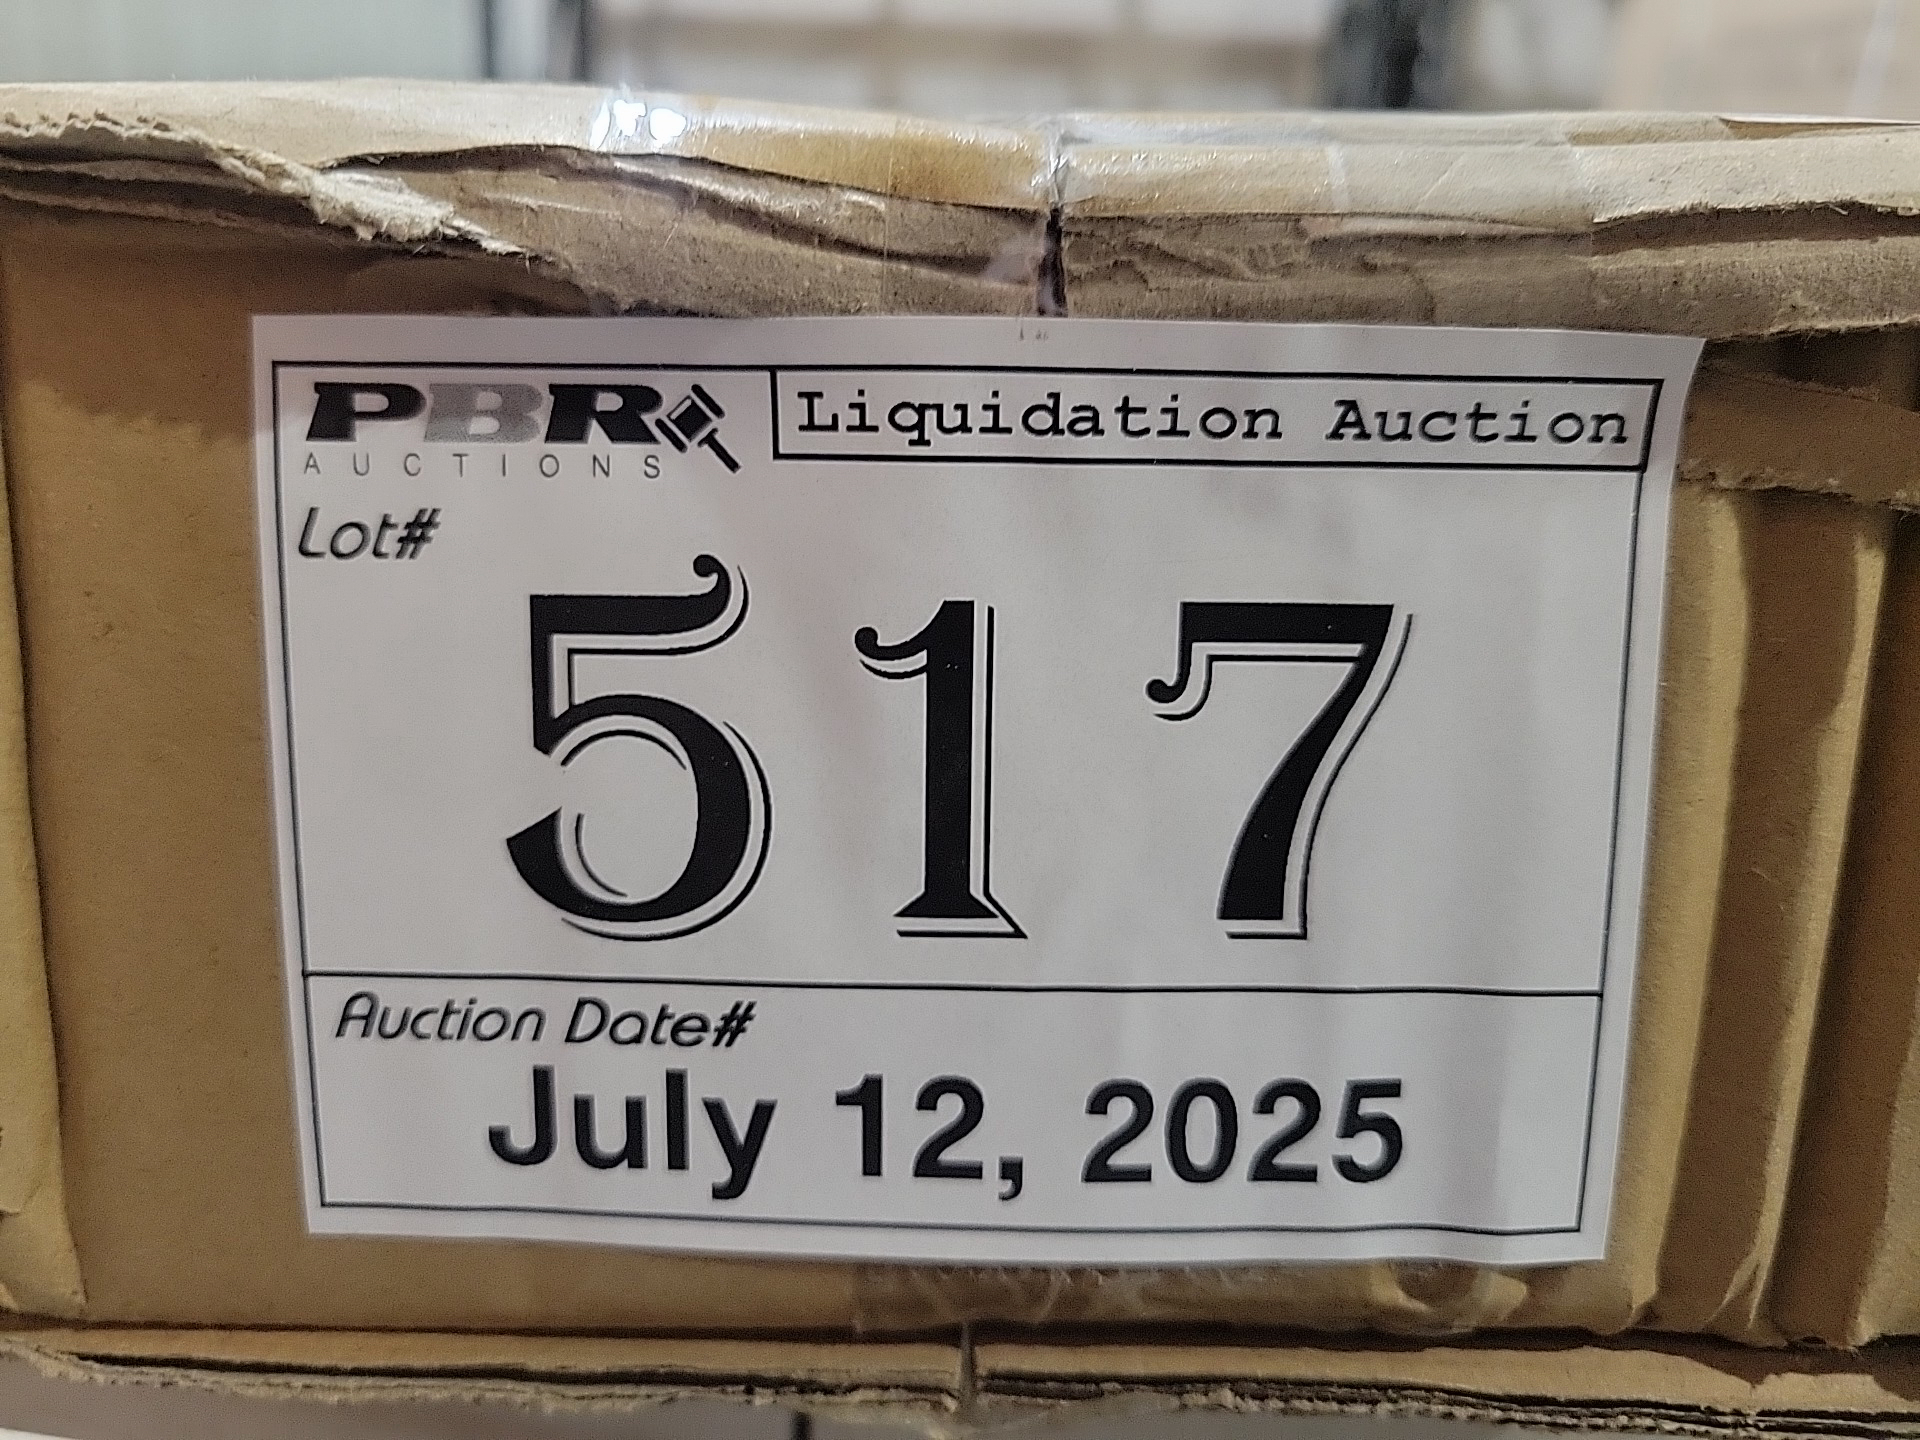 PBR
AUCTIONS
Liquidation Auction
Lot#
517
Auction Date#
July 12, 2025